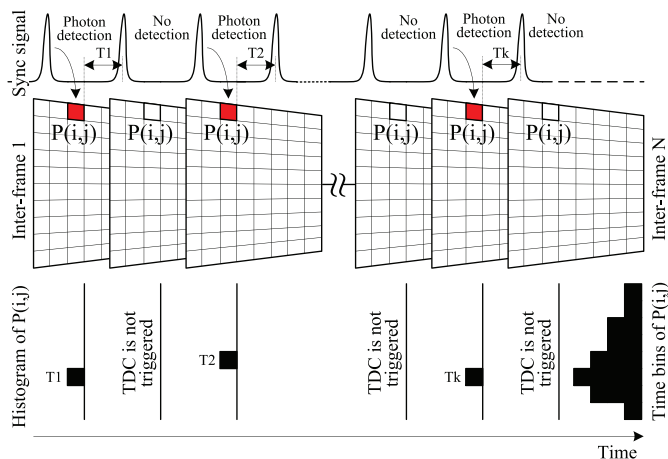 Sync signal
Photon
detection
No
detection
Photon
detection
No
detection
Photon
detection
No
detection
T1
T2
Tk
Inter-frame 1
P(i,j)
P(i,j)
P(i,j)
P(i,j)
P(i,j)
P(i,j)
Inter-frame N
Histogram of P(i,j)
T1
TDC is not
triggered
T2
TDC is not
triggered
Tk
TDC is not
triggered
Time bins of P(i,j)
Time